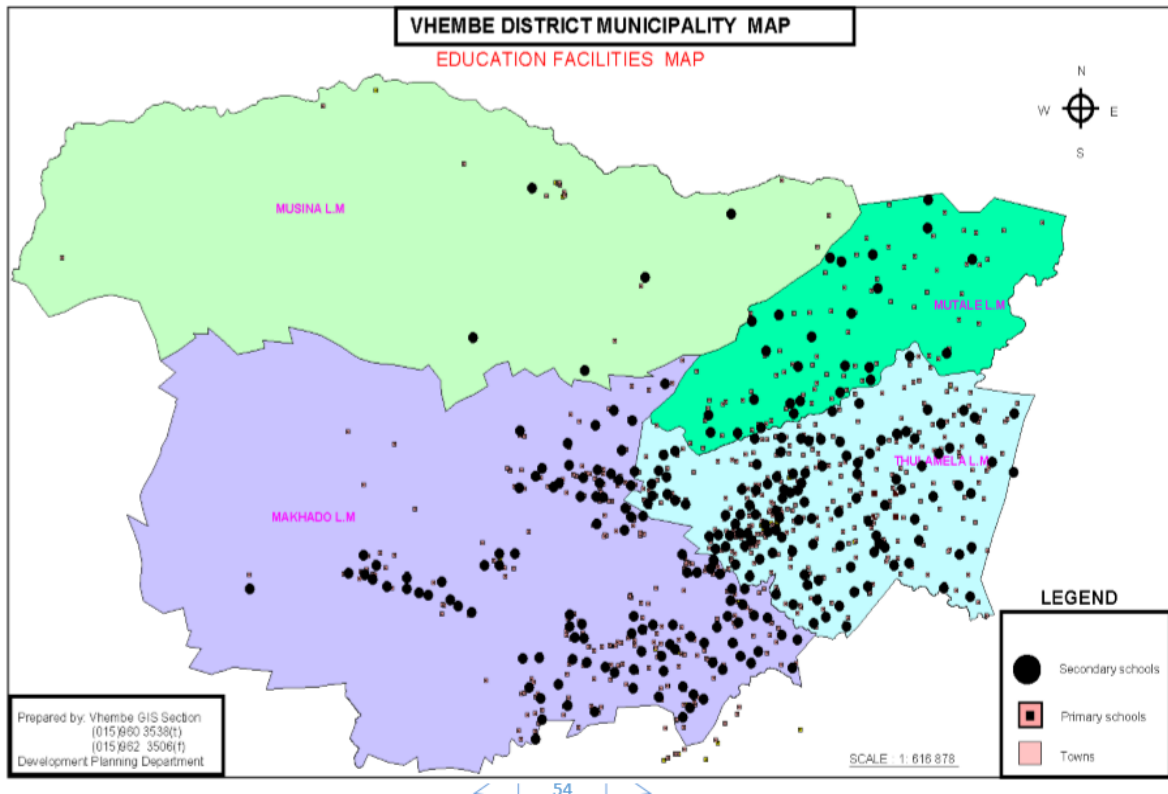 VHEMBE DISTRICT MUNICIPALITY MAP
EDUCATION FACILITIES MAP
N
W E
S
MUSINA L.M
MUTALE L.M
THULAMELA L.M
MAKHADO L.M
LEGEND
Secondary schools
Primary schools
Towns
Prepared by: Vhembe GIS Section
(015)960 3538(t)
(015)962 3506(f)
Development Planning Department
SCALE : 1: 616 878
54